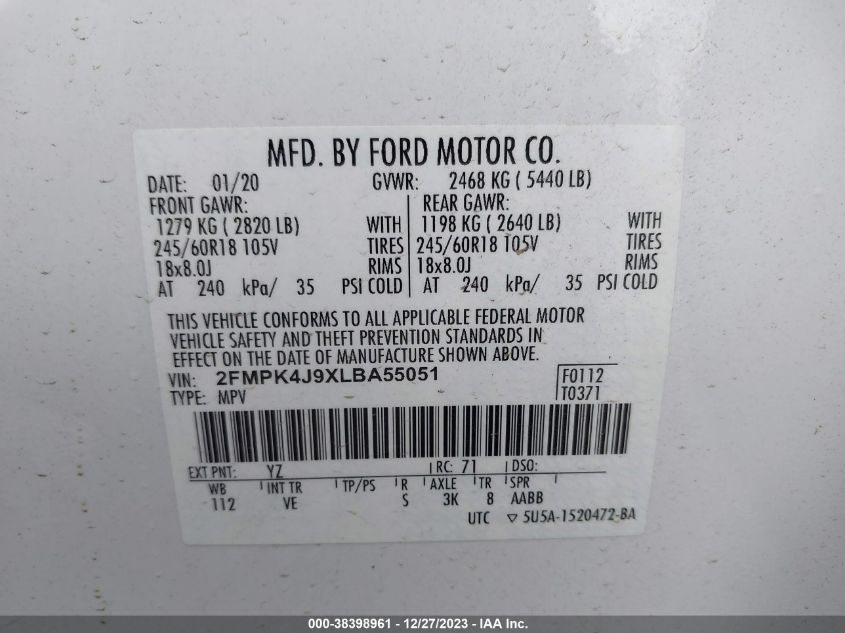 MFD. BY FORD MOTOR CO.
DATE: 01/20 GVWR: 2468 KG ( 5440 LB)
FRONT GAWR: REAR GAWR:
1279 KG ( 2820 LB) WITH 1198 KG ( 2640 LB) WITH
245/60R18 105V TIRES 245/60R18 105V TIRES
18x8.0J RIMS 18x8.0J RIMS
AT 240 kPa/ 35 PSI COLD AT 240 kPa/ 35 PSI COLD
THIS VEHICLE CONFORMS TO ALL APPLICABLE FEDERAL MOTOR
VEHICLE SAFETY AND THEFT PREVENTION STANDARDS IN
EFFECT ON THE DATE OF MANUFACTURE SHOWN ABOVE.
VIN: 2FMPK4J9XLBA55051 F0112
TYPE: MPV T0371
EXT PNT: YZ RC: 71 DSO:
WB INT TR TP/PS R AXLE TR SPR
112 VE S 3K 8 AABB
UTC ▽ 5U5A-1520472-BA
000-38398961 - 12/27/2023 - IAA Inc.